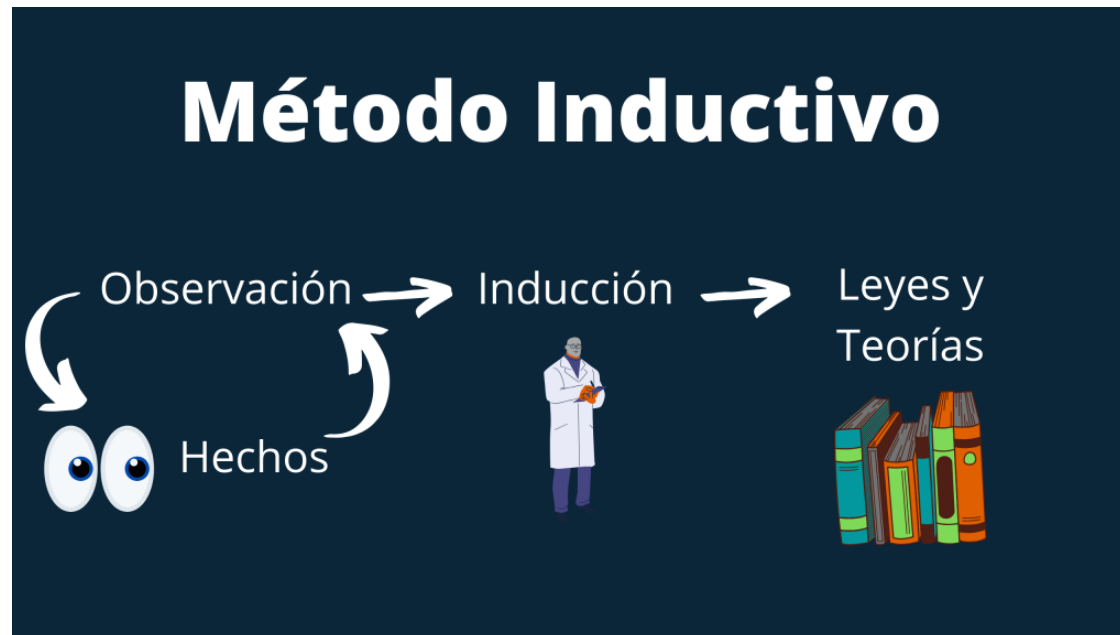 Método Inductivo
Observación
Inducción
Leyes y
Teorías
Hechos